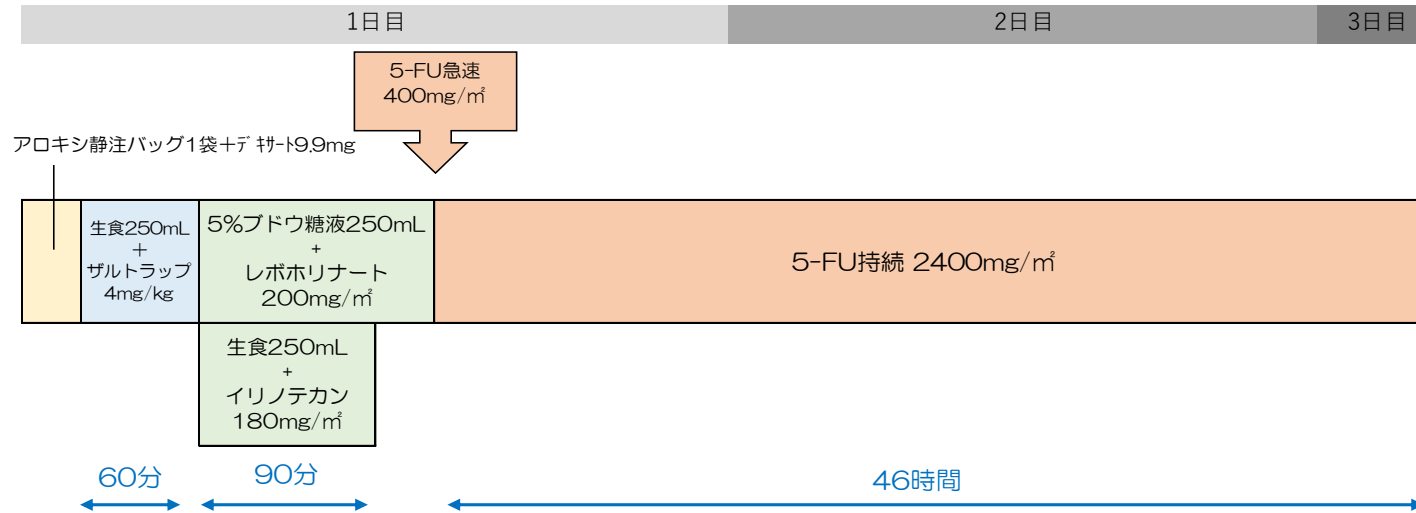 1日目
2日目
3日目
5-FU急速
400mg/㎡
アロキシ静注バッグ1袋＋ﾃﾞｷｻｰﾄ9.9mg
生食250mL
＋
ザルトラップ
4mg/kg
5%ブドウ糖液250mL
+
レボホリナート
200mg/㎡
5-FU持続 2400mg/㎡
生食250mL
+
イリノテカン
180mg/㎡
60分
90分
46時間